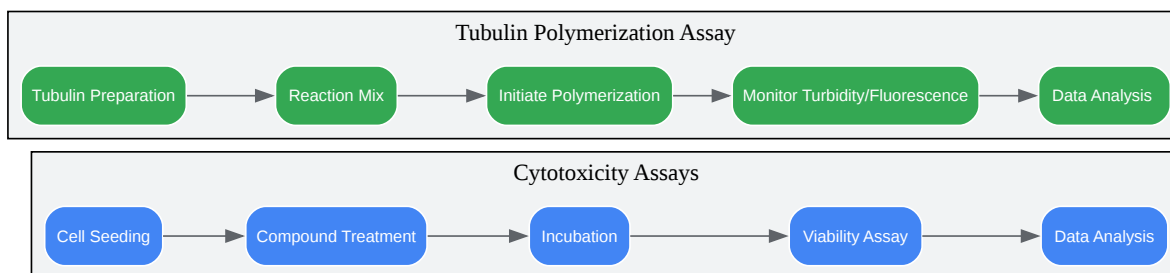 Tubulin Polymerization Assay
Tubulin Preparation
Reaction Mix
Initiate Polymerization
Monitor Turbidity/Fluorescence
Data Analysis
Cytotoxicity Assays
Cell Seeding
Compound Treatment
Incubation
Viability Assay
Data Analysis